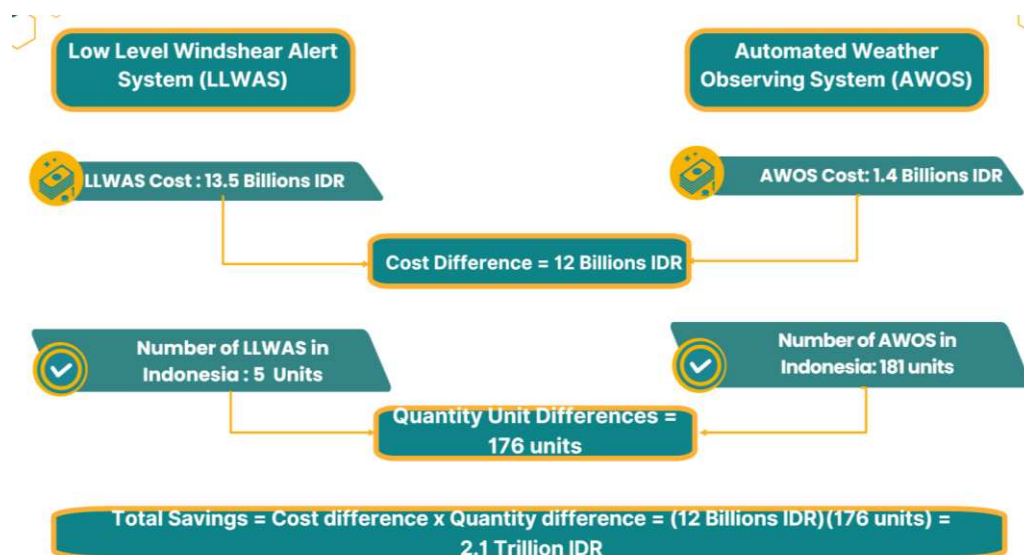 Low Level Windshear Alert
System (LLWAS)
Automated Weather
Observing System (AWOS)
LLWAS Cost : 13.5 Billions IDR
AWOS Cost: 1.4 Billions IDR
Cost Difference = 12 Billions IDR
Number of LLWAS in
Indonesia : 5 Units
Number of AWOS in
Indonesia: 181 units
Quantity Unit Differences =
176 units
Total Savings = Cost difference x Quantity difference = (12 Billions IDR)(176 units) =
2.1 Trillion IDR